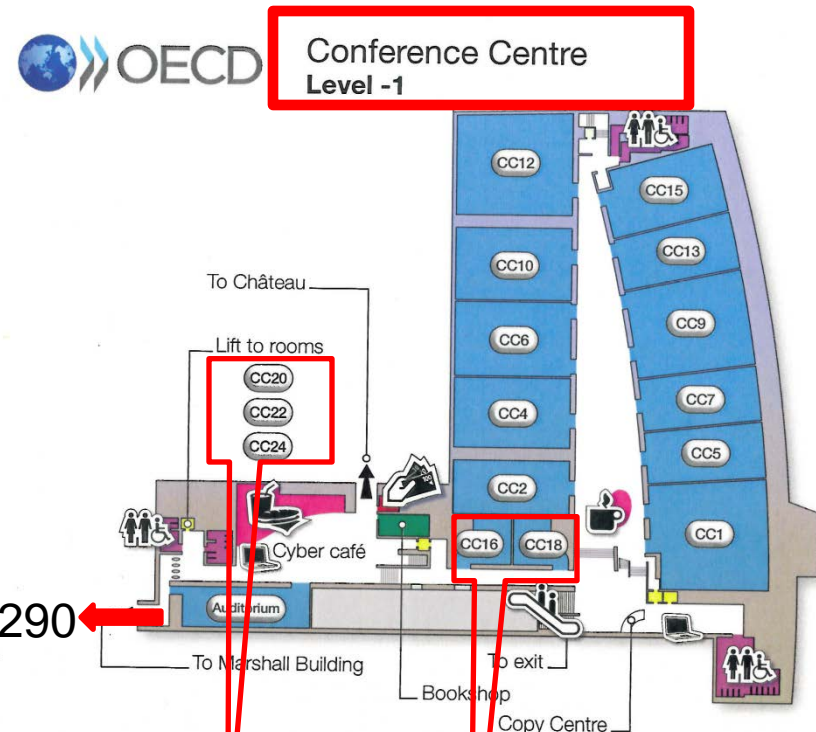 OECD
Conference Centre
Level -1
CC12
CC15
CC10
CC13
To Château
CC6
CC9
Lift to rooms
CC20
CC22
CC24
CC4
CC7
CC5
CC2
Cyber café
CC16
CC18
CC1
290
Auditorium
To Marshall Building
To exit
Bookshop
Copy Centre